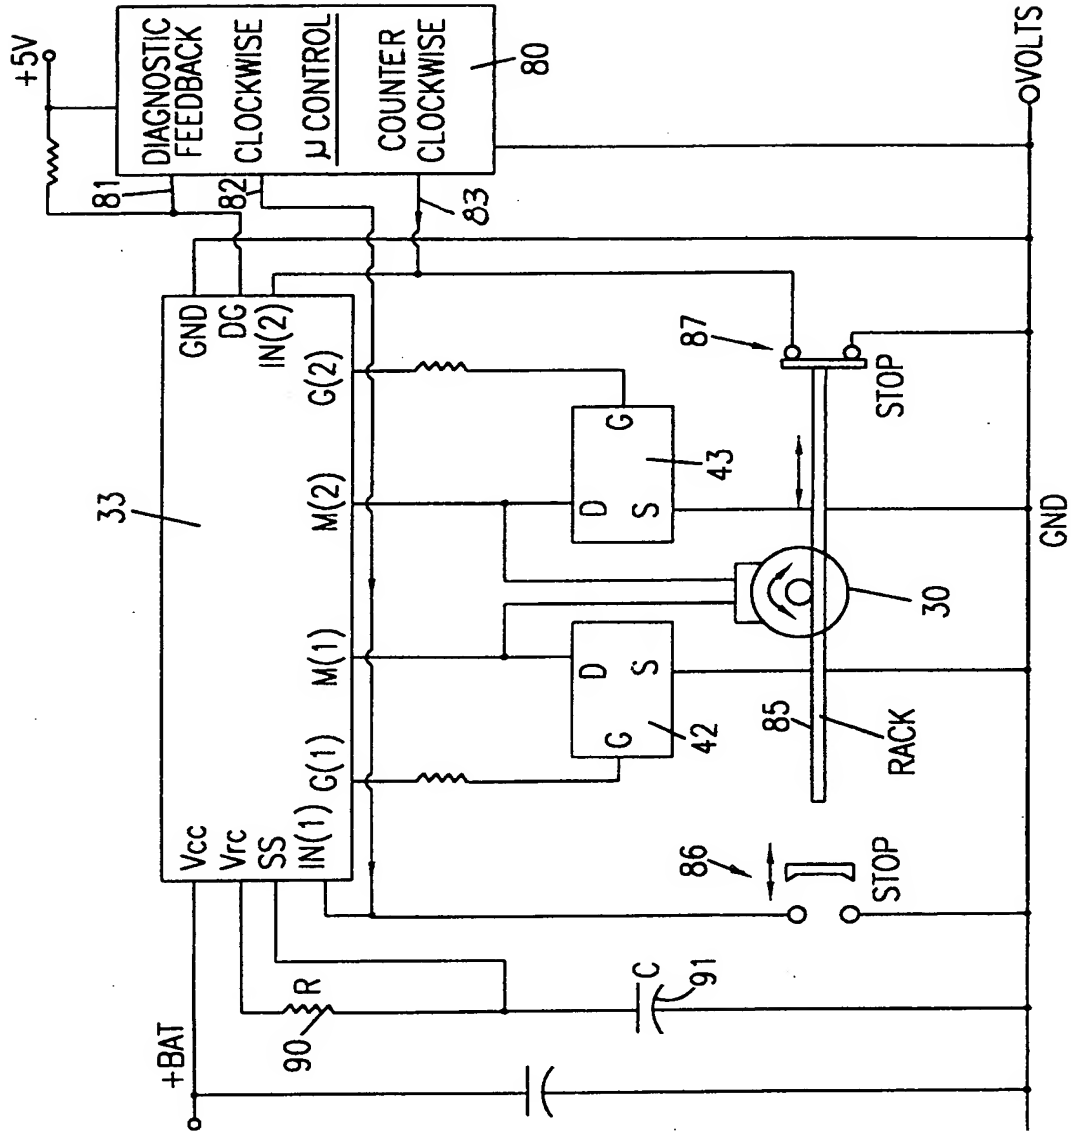 +BAT
Vcc
Vrc
SS
IN(1)
G(1)
M(1)
M(2)
G(2)
33
GND
DG
IN(2)
+5V
81
82
83
DIAGNOSTIC
FEEDBACK
CLOCKWISE
µ CONTROL
COUNTER
CLOCKWISE
80
90
R
C
91
86
STOP
G
D
S
42
D
S
G
43
85
RACK
30
87
STOP
GND
VOLTS